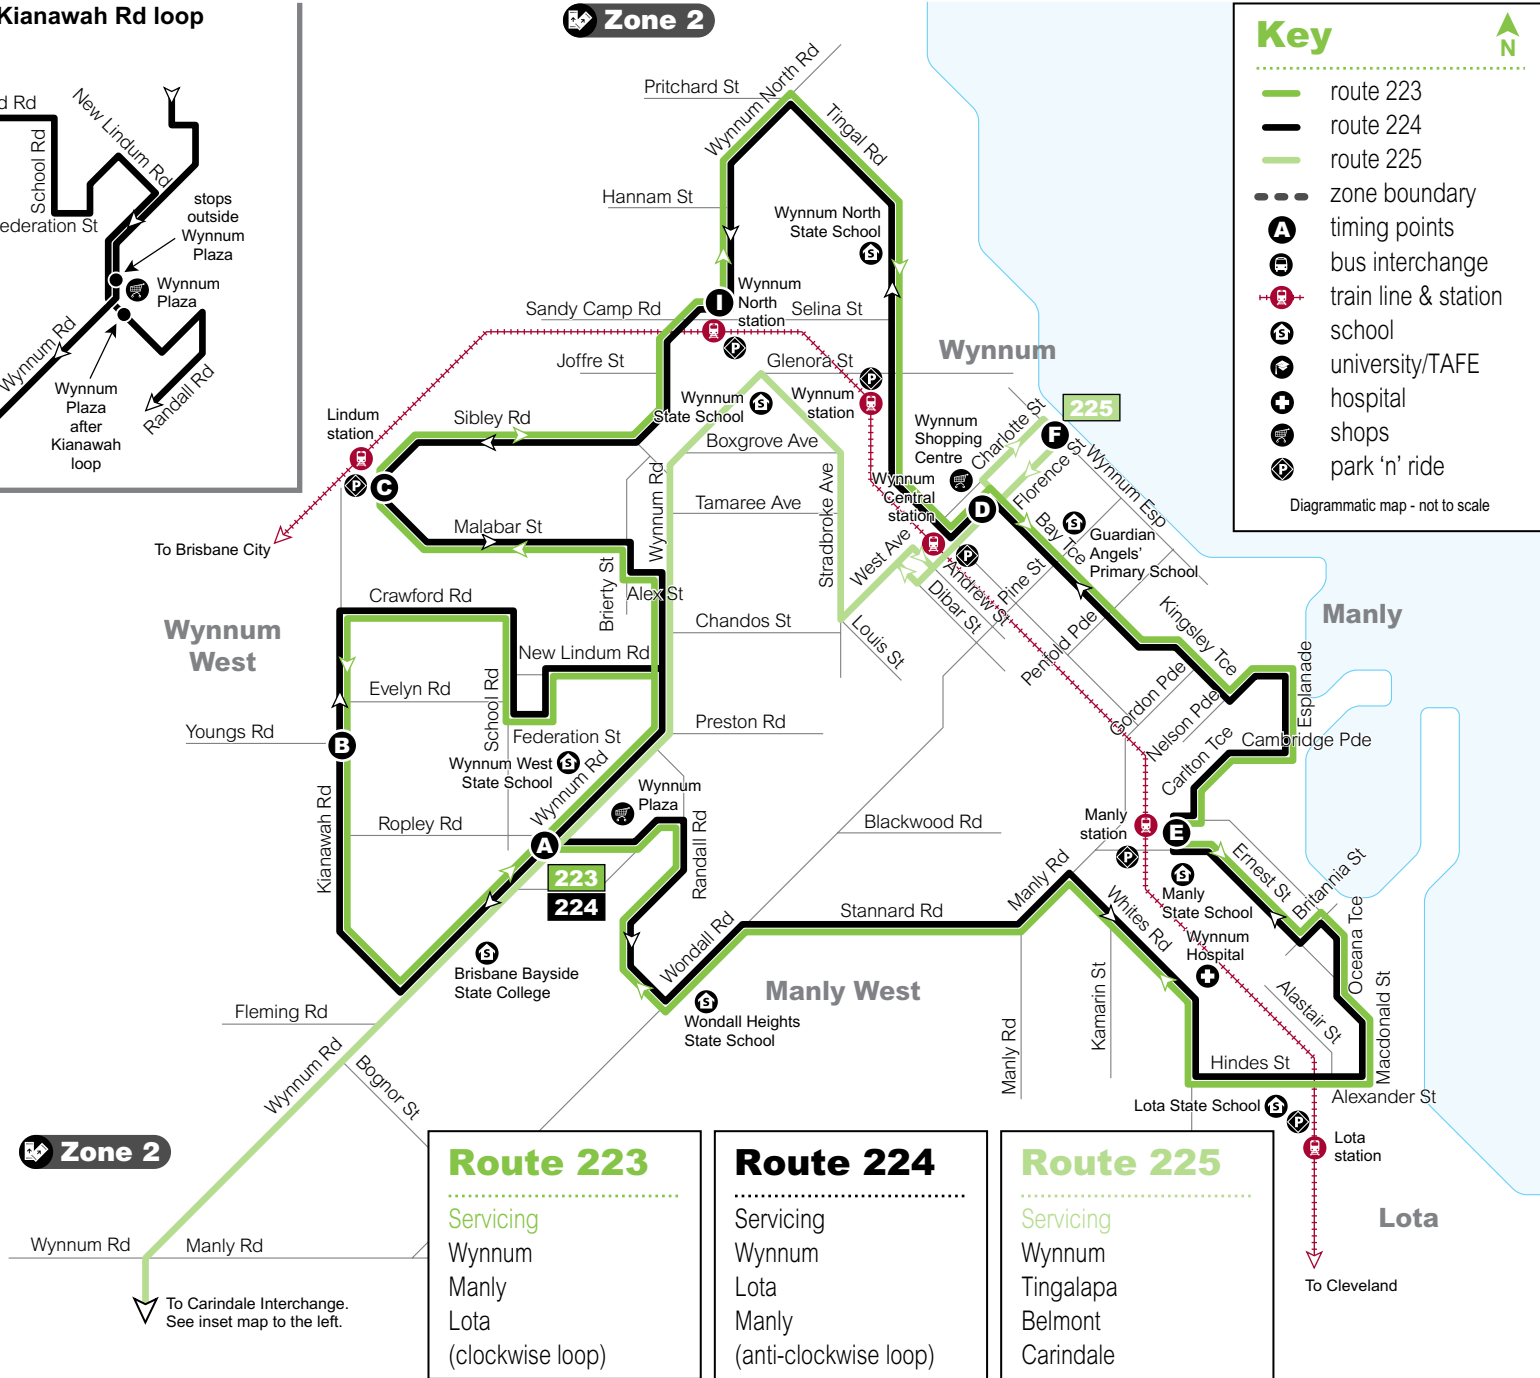 Kianawah Rd loop
d Rd
New Lindum Rd
School Rd
ederation St
stops
outside
Wynnum
Plaza
Wynnum
Plaza
Wynnum Rd
Wynnum
Plaza
after
Kianawah
loop
Randall Rd
Zone 2
Key
N
route 223
route 224
route 225
zone boundary
A timing points
bus interchange
train line & station
school
university/TAFE
hospital
shops
park 'n' ride
Diagrammatic map - not to scale
Pritchard St
Wynnum North Rd
Tingal Rd
Hannam St
Wynnum North
State School
I
Wynnum
North
station
Sandy Camp Rd
Selina St
Joffre St
Glenora St
Wynnum
Wynnum
State School
Wynnum
station
Lindum
station
Sibley Rd
Boxgrove Ave
Wynnum
Shopping
Centre
Charlotte St
225
F
Florence St
Wynnum Esp
C
Wynnum Rd
Tamaree Ave
Stradbroke Ave
Wynnum
Central
station
D
Bay Tce
Guardian
Angels'
Primary School
To Brisbane City
Malabar St
West Ave
Andrew St
Pine St
Dibar St
Brierty St
Alex St
Crawford Rd
Chandos St
Louis St
Penfold Pde
Kingsley Tce
Manly
Wynnum
West
New Lindum Rd
Evelyn Rd
School Rd
Gordon Pde
Nelson Pde
Esplanade
Youngs Rd
B
Federation St
Preston Rd
Carlton Tce
Cambridge Pde
Wynnum West
State School
Wynnum Rd
Wynnum
Plaza
Kianawah Rd
Ropley Rd
A
Randall Rd
Blackwood Rd
Manly
station
E
223
224
Manly Rd
Ernest St
Britannia St
Manly
State School
Stannard Rd
Whites Rd
Wynnum
Hospital
Oceana Tce
Wondall Rd
Brisbane Bayside
State College
Manly West
Fleming Rd
Wondall Heights
State School
Manly Rd
Kamarin St
Alastair St
Macdonald St
Wynnum Rd
Bognor St
Hindes St
Lota State School
Alexander St
Zone 2
Lota
station
Lota
Wynnum Rd
Manly Rd
To Carindale Interchange.
See inset map to the left.
To Cleveland
Route 223
Servicing
Wynnum
Manly
Lota
(clockwise loop)
Route 224
Servicing
Wynnum
Lota
Manly
(anti-clockwise loop)
Route 225
Servicing
Wynnum
Tingalapa
Belmont
Carindale